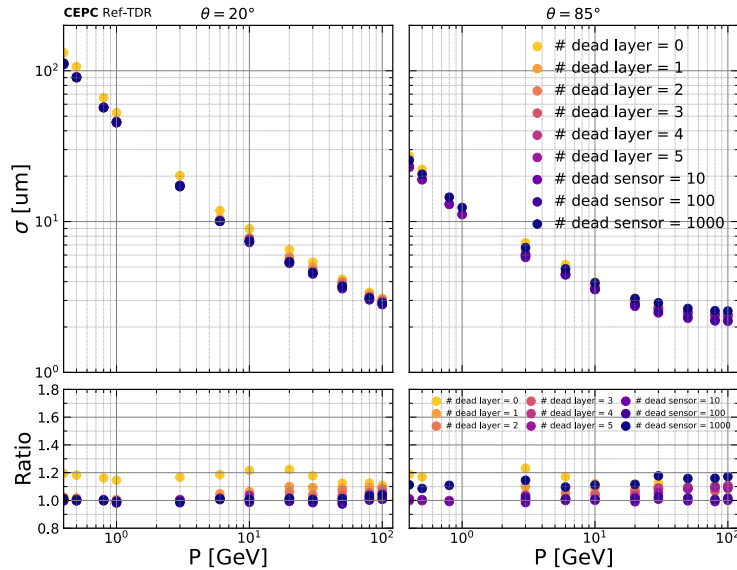 CEPC Ref-TDR
θ = 20°
θ = 85°
10²
10¹
10⁰
σ [um]
# dead layer = 0
# dead layer = 1
# dead layer = 2
# dead layer = 3
# dead layer = 4
# dead layer = 5
# dead sensor = 10
# dead sensor = 100
# dead sensor = 1000
1.8
1.6
1.4
1.2
1.0
0.8
Ratio
# dead layer = 0
# dead layer = 1
# dead layer = 2
# dead layer = 3
# dead layer = 4
# dead layer = 5
# dead sensor = 10
# dead sensor = 100
# dead sensor = 1000
10⁰ 10¹ 10²
10⁰ 10¹ 10²
P [GeV]
P [GeV]